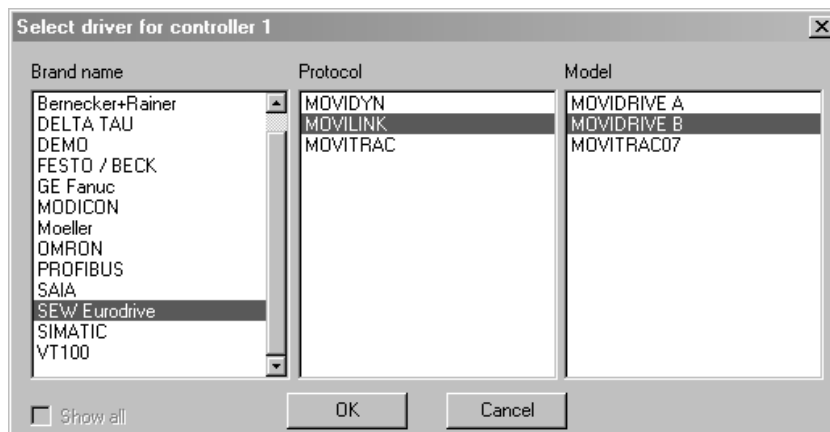 Select driver for controller 1
Brand name
Bernecker+Rainer
DELTA TAU
DEMO
FESTO / BECK
GE Fanuc
MODICON
Moeller
OMRON
PROFIBUS
SAIA
SEW Eurodrive
SIMATIC
VT100
Protocol
MOVIDYN
MOVILINK
MOVITRAC
Model
MOVIDRIVE A
MOVIDRIVE B
MOVITRAC07
Show all
OK
Cancel